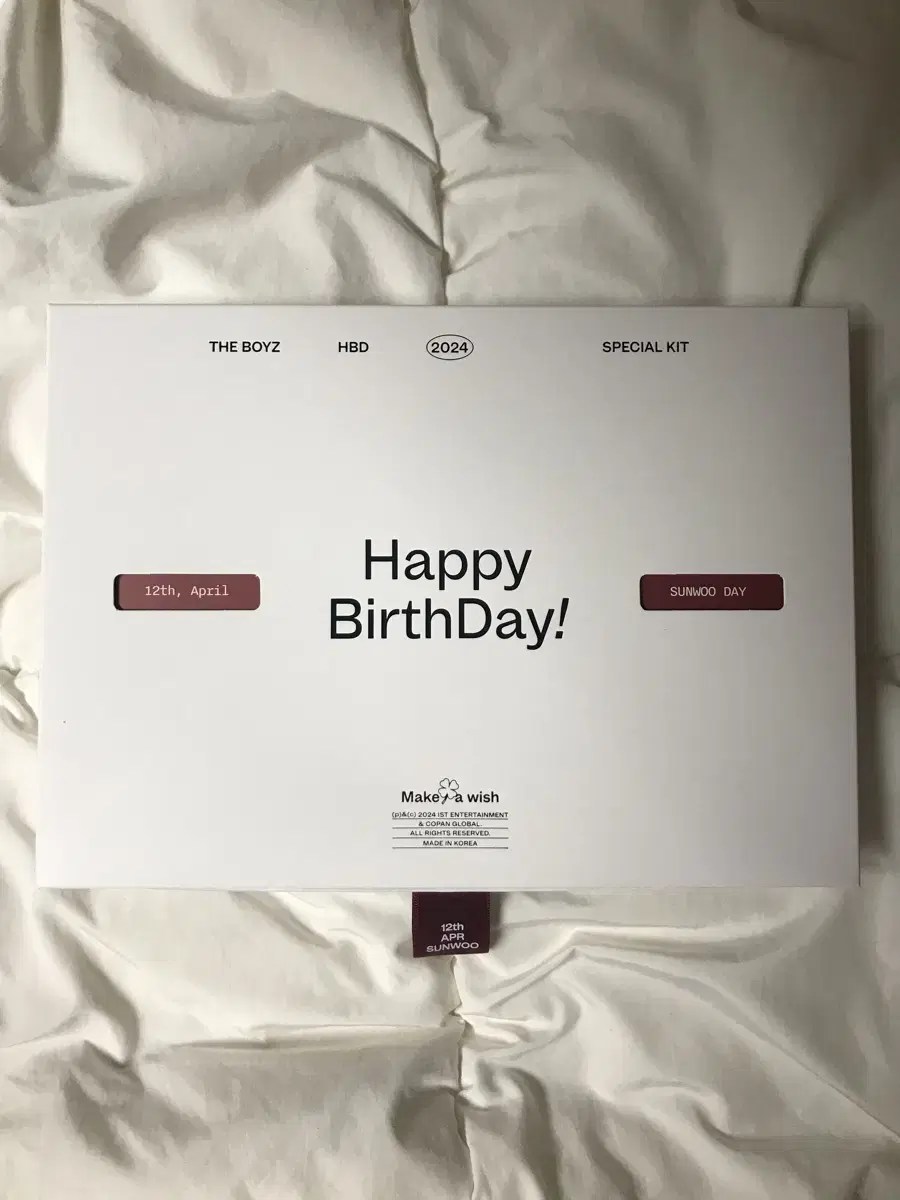 THE BOYZ HBD 2024 SPECIAL KIT
Happy
BirthDay!
12th, April
SUNWOO DAY
Make a wish
(p)&(c) 2024 IST ENTERTAINMENT
& COPAN GLOBAL.
ALL RIGHTS RESERVED.
MADE IN KOREA
12th
APR
SUNWOO